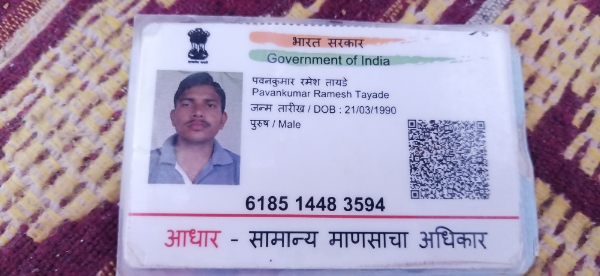 भारत सरकार
Government of India
पवनकुमार रमेश तायडे
Pavankumar Ramesh Tayade
जन्म तारीख / DOB : 21/03/1990
पुरुष / Male
6185 1448 3594
आधार - सामान्य माणसाचा अधिकार